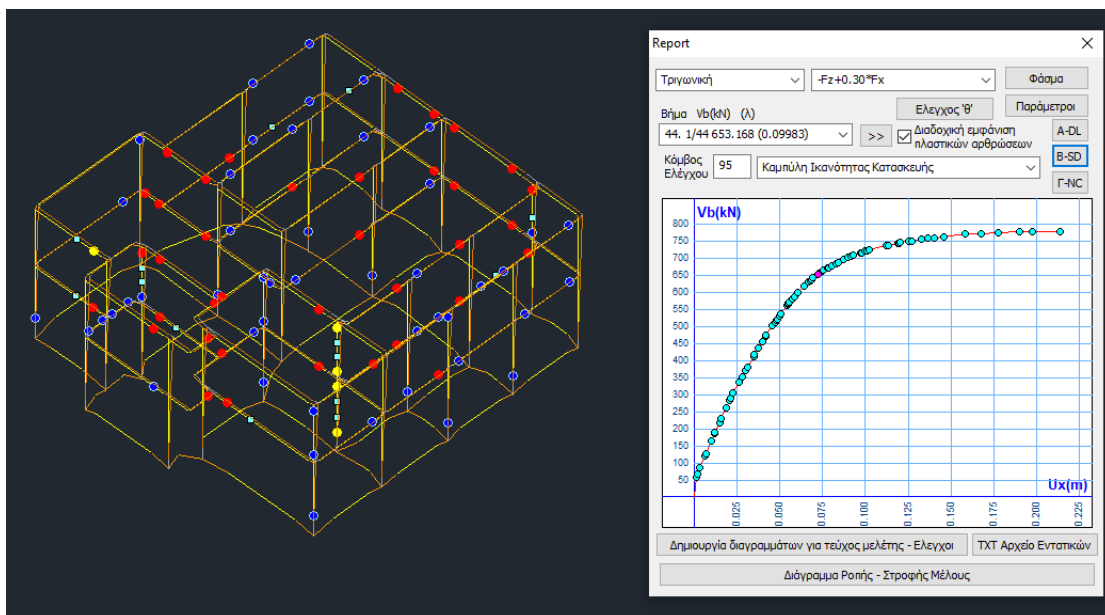 Report
Τριγωνική
-Fz+0.30*Fx
Φάσμα
Βήμα Vb(kN) (λ)
Ελεγχος 'θ'
Παράμετροι
44. 1/44 653.168 (0.09983)
>>
Διαδοχική εμφάνιση
πλαστικών αρθρώσεων
A-DL
Κόμβος
Ελέγχου
95
Καμπύλη Ικανότητας Κατασκευής
B-SD
Γ-NC
Vb(kN)
800
750
700
650
600
550
500
450
400
350
300
250
200
150
100
50
Ux(m)
0.025
0.050
0.075
0.100
0.125
0.150
0.175
0.200
0.225
Δημιουργία διαγραμμάτων για τεύχος μελέτης - Ελεγχοι
TXT Αρχείο Εντατικών
Διάγραμμα Ροπής - Στροφής Μέλους